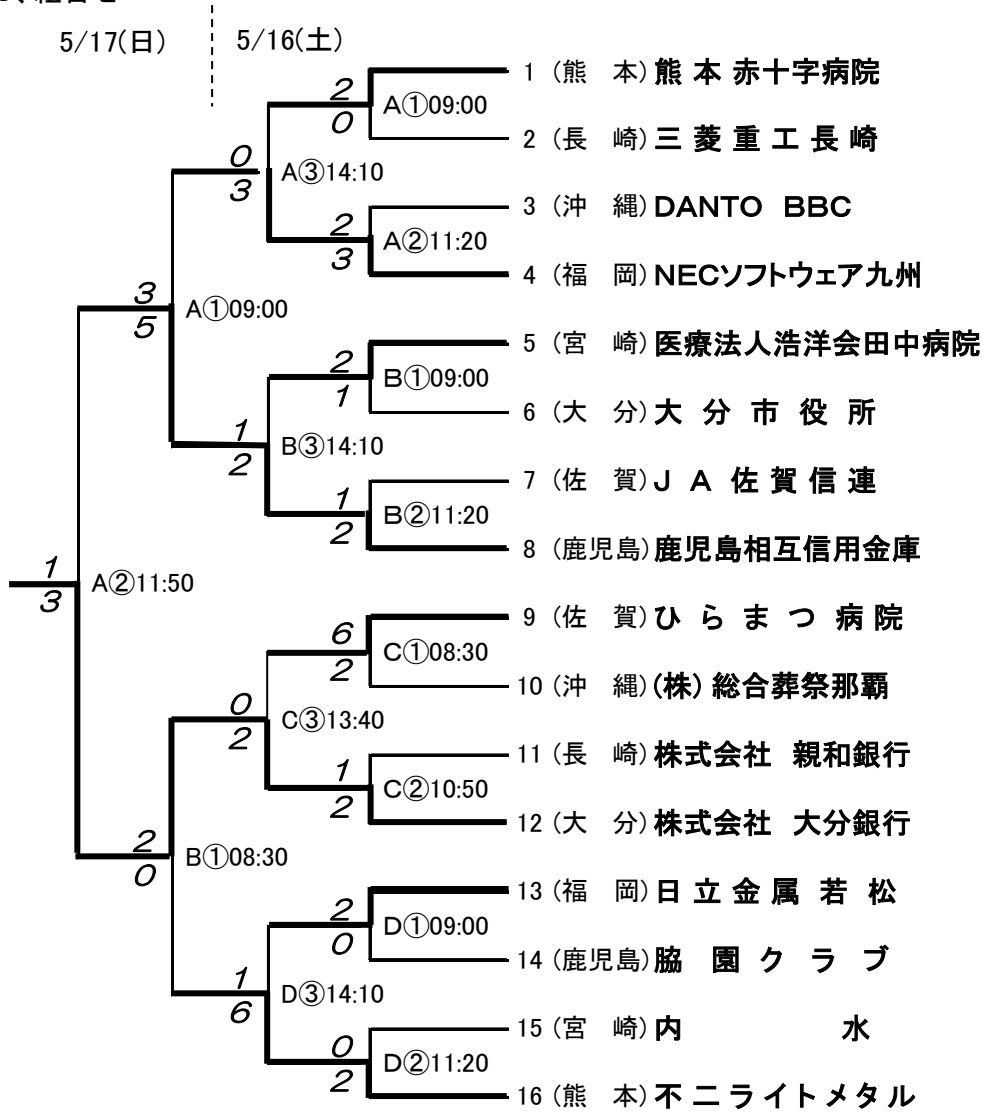 5/17(日) 5/16(土)
1 (熊 本) 熊本赤十字病院
2
0
A①09:00
2 (長 崎) 三菱重工長崎
0
3
A③14:10
3 (沖 縄) DANTO BBC
2
3
A②11:20
4 (福 岡) NECソフトウェア九州
3
5
A①09:00
5 (宮 崎) 医療法人浩洋会田中病院
2
1
B①09:00
6 (大 分) 大分市役所
1
2
B③14:10
7 (佐 賀) JA佐賀信連
1
2
B②11:20
8 (鹿児島) 鹿児島相互信用金庫
1
3
A②11:50
9 (佐 賀) ひらまつ病院
6
2
C①08:30
10 (沖 縄) (株)総合葬祭那覇
0
2
C③13:40
11 (長 崎) 株式会社 親和銀行
1
2
C②10:50
12 (大 分) 株式会社 大分銀行
2
0
B①08:30
13 (福 岡) 日立金属若松
2
0
D①09:00
14 (鹿児島) 脇園クラブ
1
6
D③14:10
15 (宮 崎) 内 水
0
2
D②11:20
16 (熊 本) 不二ライトメタル